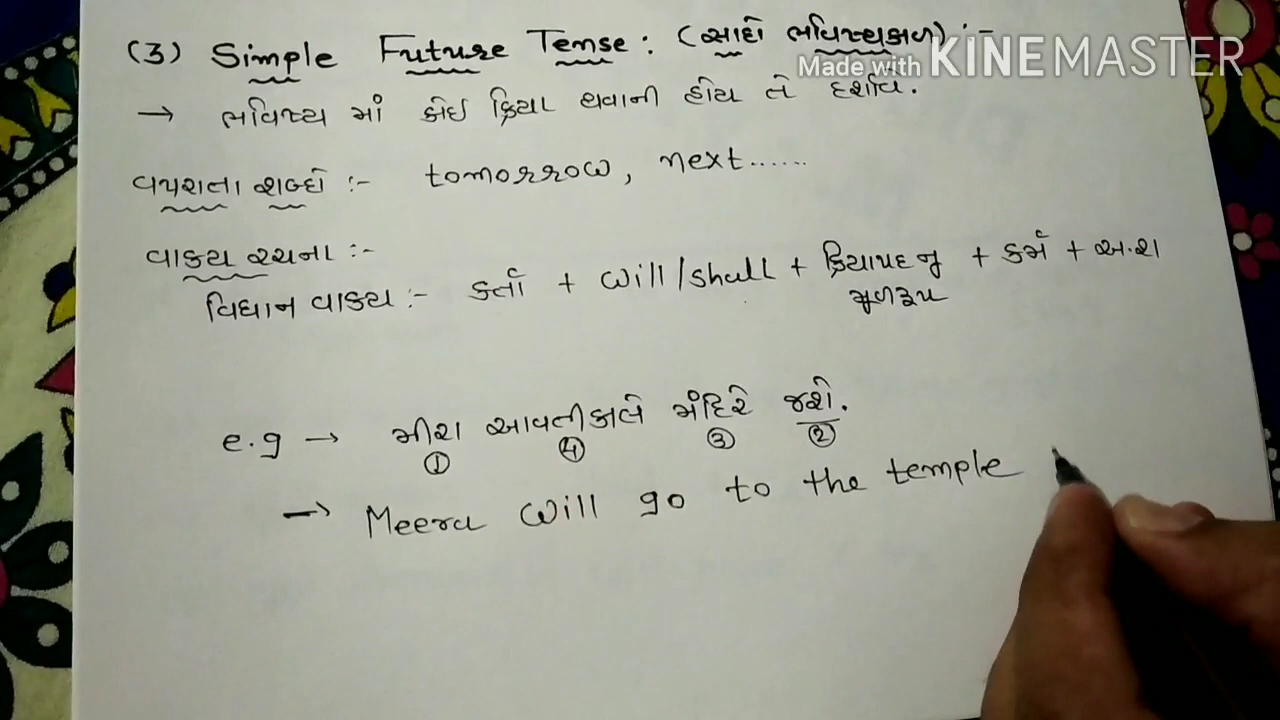 (3) Simple Future Tense : (સાદો ભવિષ્યકાળ) :-
Made with KINEMASTER
→ ભવિષ્ય માં કોઈ ક્રિયા થવાની હોય તે દર્શાવે.
વપરાતા શબ્દો :- tomorrow, next......
વાક્ય રચના :-
વિધાન વાક્ય :- કર્તા + will/shall + ક્રિયાપદ નુ + કર્મ + અ.શ
મૂળરૂપ
e.g → મીરા આવતીકાલે મંદિરે જશે.
① ④ ③ ②
→ Meera will go to the temple